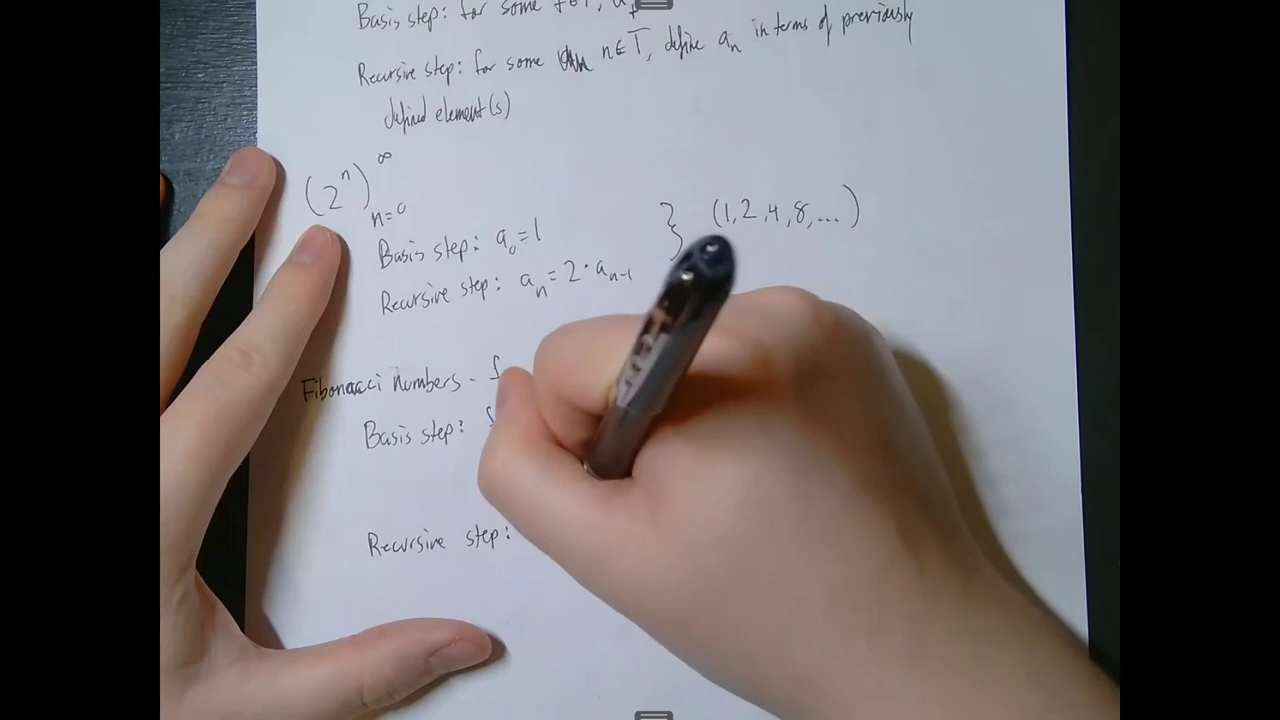 Basis step: for some
Recursive step: for some n∈T, define aₙ in terms of previously
defined element(s)
(2ⁿ)^∞_{n=0}
Basis step: a₀=1
Recursive step: aₙ=2·aₙ₋₁ } (1,2,4,8,...)
Fibonacci Numbers - f
Basis step: f
Recursive step: